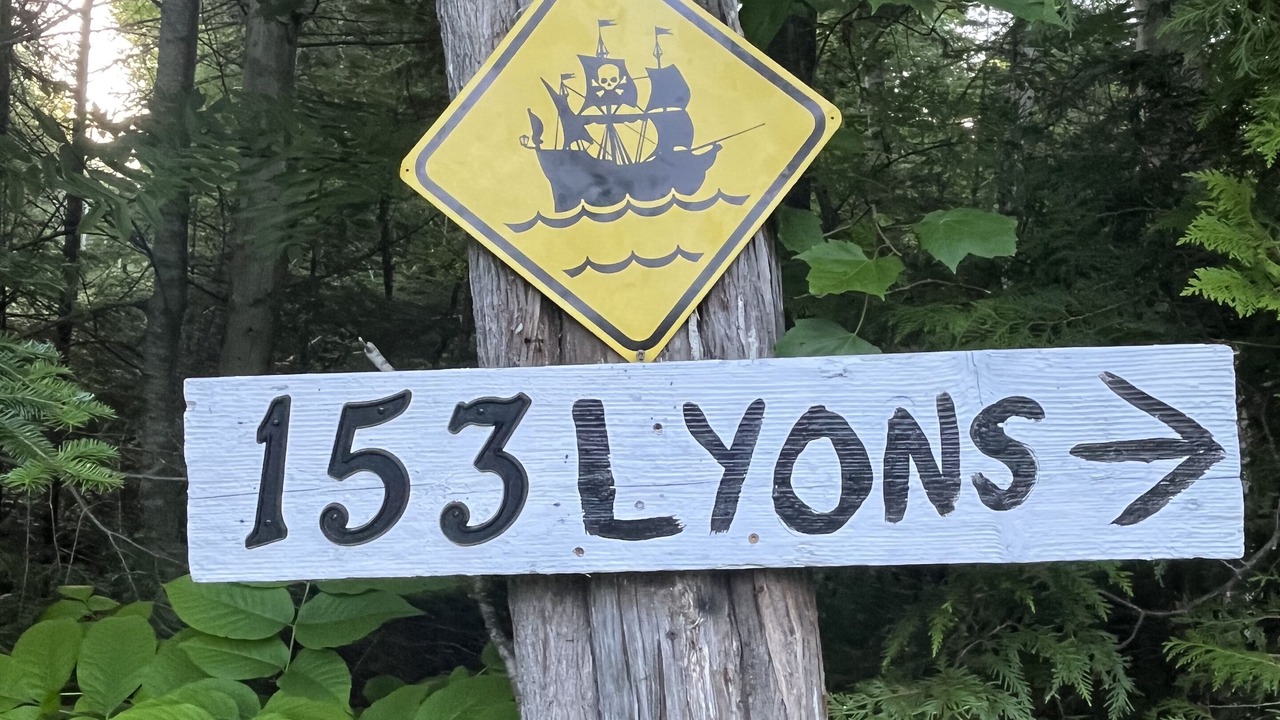 153 LYONS →